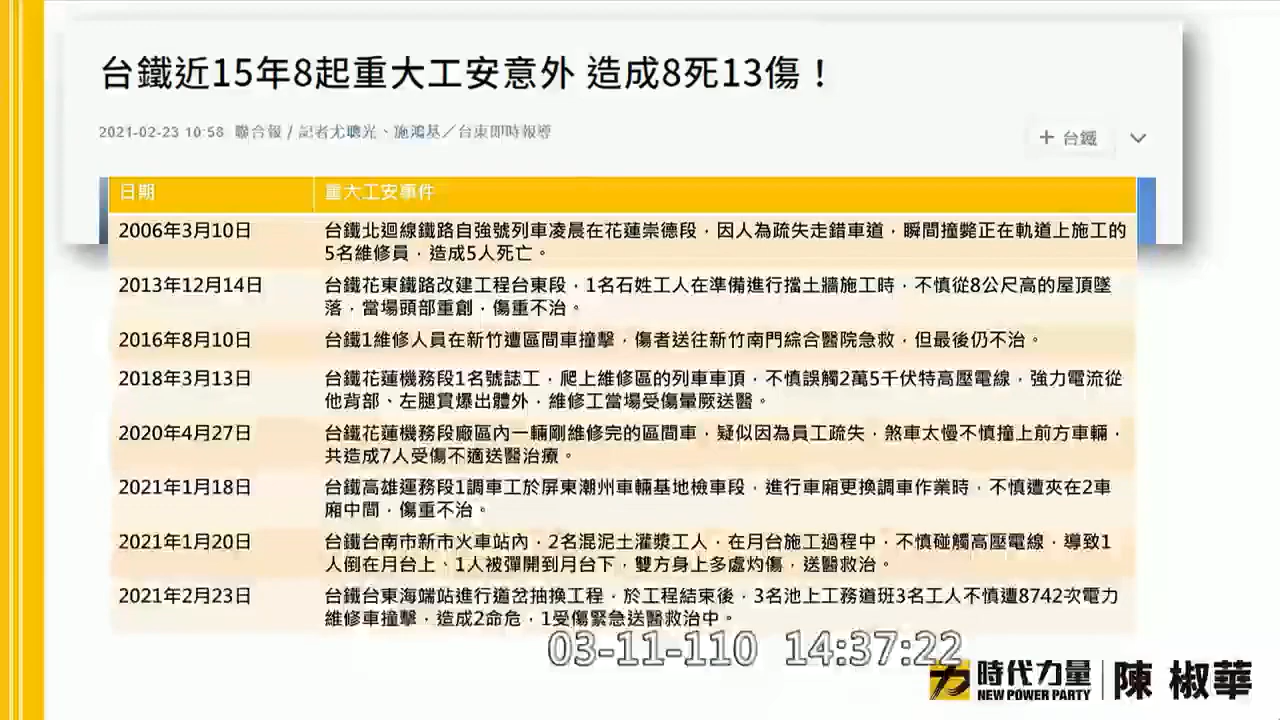 台鐵近15年8起重大工安意外 造成8死13傷！
2021-02-23 10:58 聯合報 / 記者尤聰光、施鴻基／台東即時報導
＋ 台鐵
日期 重大工安事件
2006年3月10日 台鐵北迴線鐵路自強號列車凌晨在花蓮崇德段，因人為疏失走錯車道，瞬間撞斃正在軌道上施工的
5名維修員，造成5人死亡。
2013年12月14日 台鐵花東鐵路改建工程台東段，1名石姓工人在準備進行擋土牆施工時，不慎從8公尺高的屋頂墜
落，當場頭部重創，傷重不治。
2016年8月10日 台鐵1維修人員在新竹遭區間車撞擊，傷者送往新竹南門綜合醫院急救，但最後仍不治。
2018年3月13日 台鐵花蓮機務段1名號誌工，爬上維修區的列車車頂，不慎誤觸2萬5千伏特高壓電線，強力電流從
他背部、左腿貫爆出體外，維修工當場受傷暈厥送醫。
2020年4月27日 台鐵花蓮機務段廠區內一輛剛維修完的區間車，疑似因為員工疏失，煞車太慢不慎撞上前方車輛，
共造成7人受傷不適送醫治療。
2021年1月18日 台鐵高雄運務段1調車工於屏東潮州車輛基地檢車段，進行車廂更換調車作業時，不慎遭夾在2車
廂中間，傷重不治。
2021年1月20日 台鐵台南市新市火車站內，2名混泥土灌漿工人，在月台施工過程中，不慎碰觸高壓電線，導致1
人倒在月台上、1人被彈開到月台下，雙方身上多處灼傷，送醫救治。
2021年2月23日 台鐵台東海端站進行道岔抽換工程，於工程結束後，3名池上工務道班3名工人不慎遭8742次電力
維修車撞擊，造成2命危，1受傷緊急送醫救治中。
03-11-110 14:37:22
時代力量 陳 椒華
NEW POWER PARTY